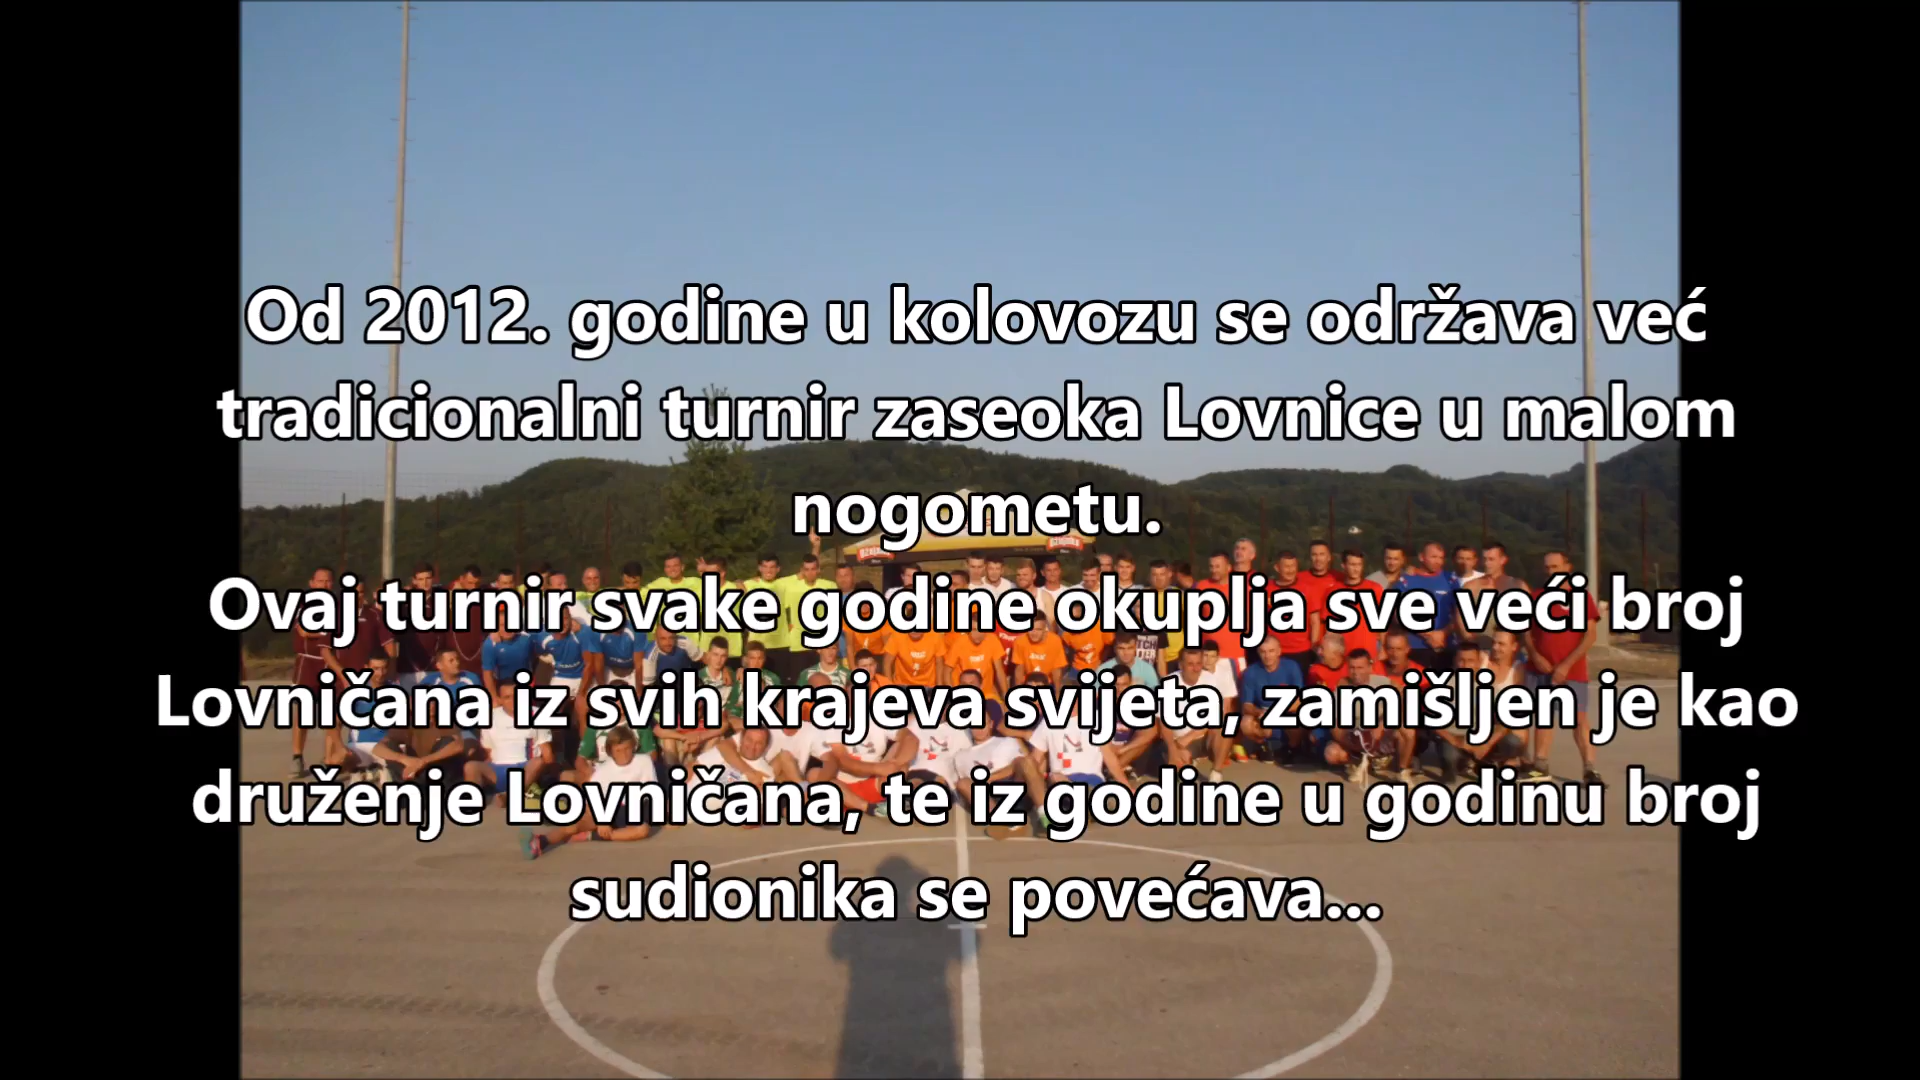 Od 2012. godine u kolovozu se održava već
tradicionalni turnir zaseoka Lovnice u malom
nogometu.
Ovaj turnir svake godine okuplja sve veći broj
Lovničana iz svih krajeva svijeta, zamišljen je kao
druženje Lovničana, te iz godine u godinu broj
sudionika se povećava...